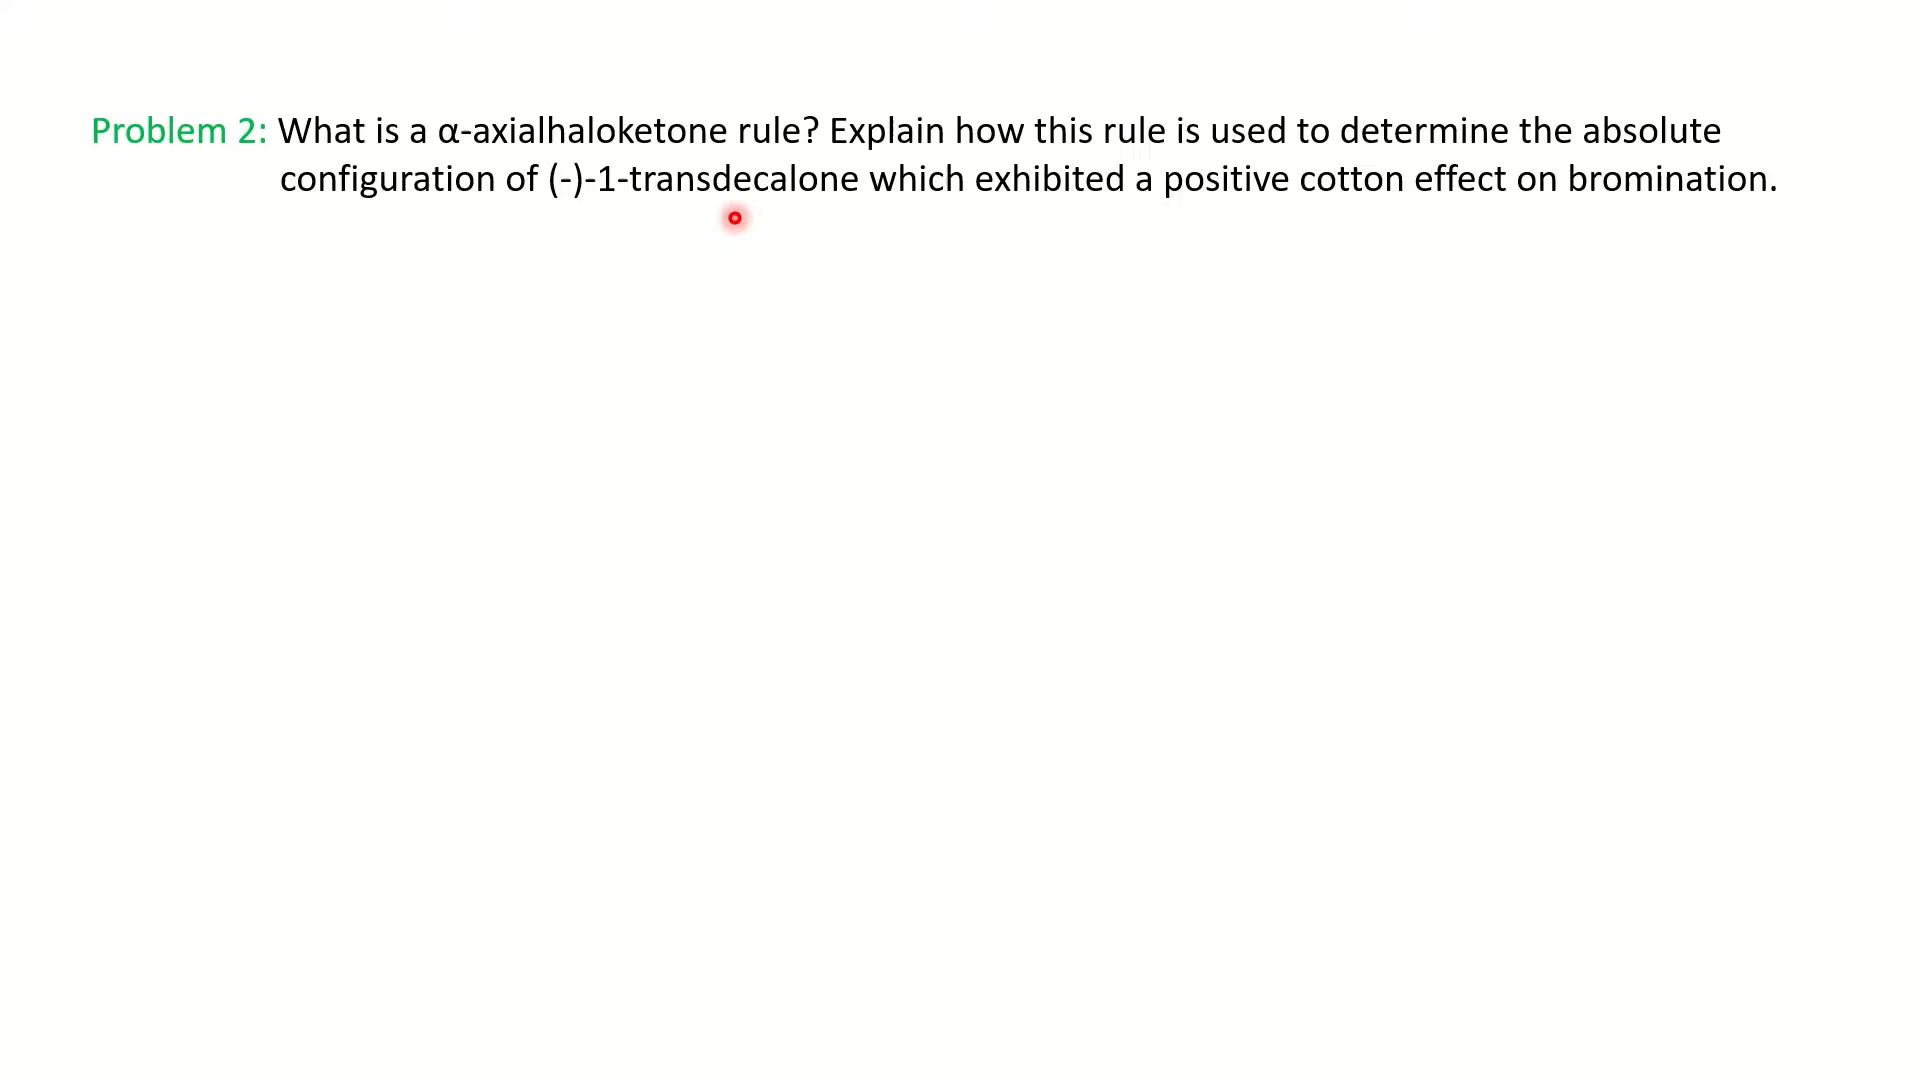 Problem 2: What is a α-axialhaloketone rule? Explain how this rule is used to determine the absolute
configuration of (-)-1-transdecalone which exhibited a positive cotton effect on bromination.